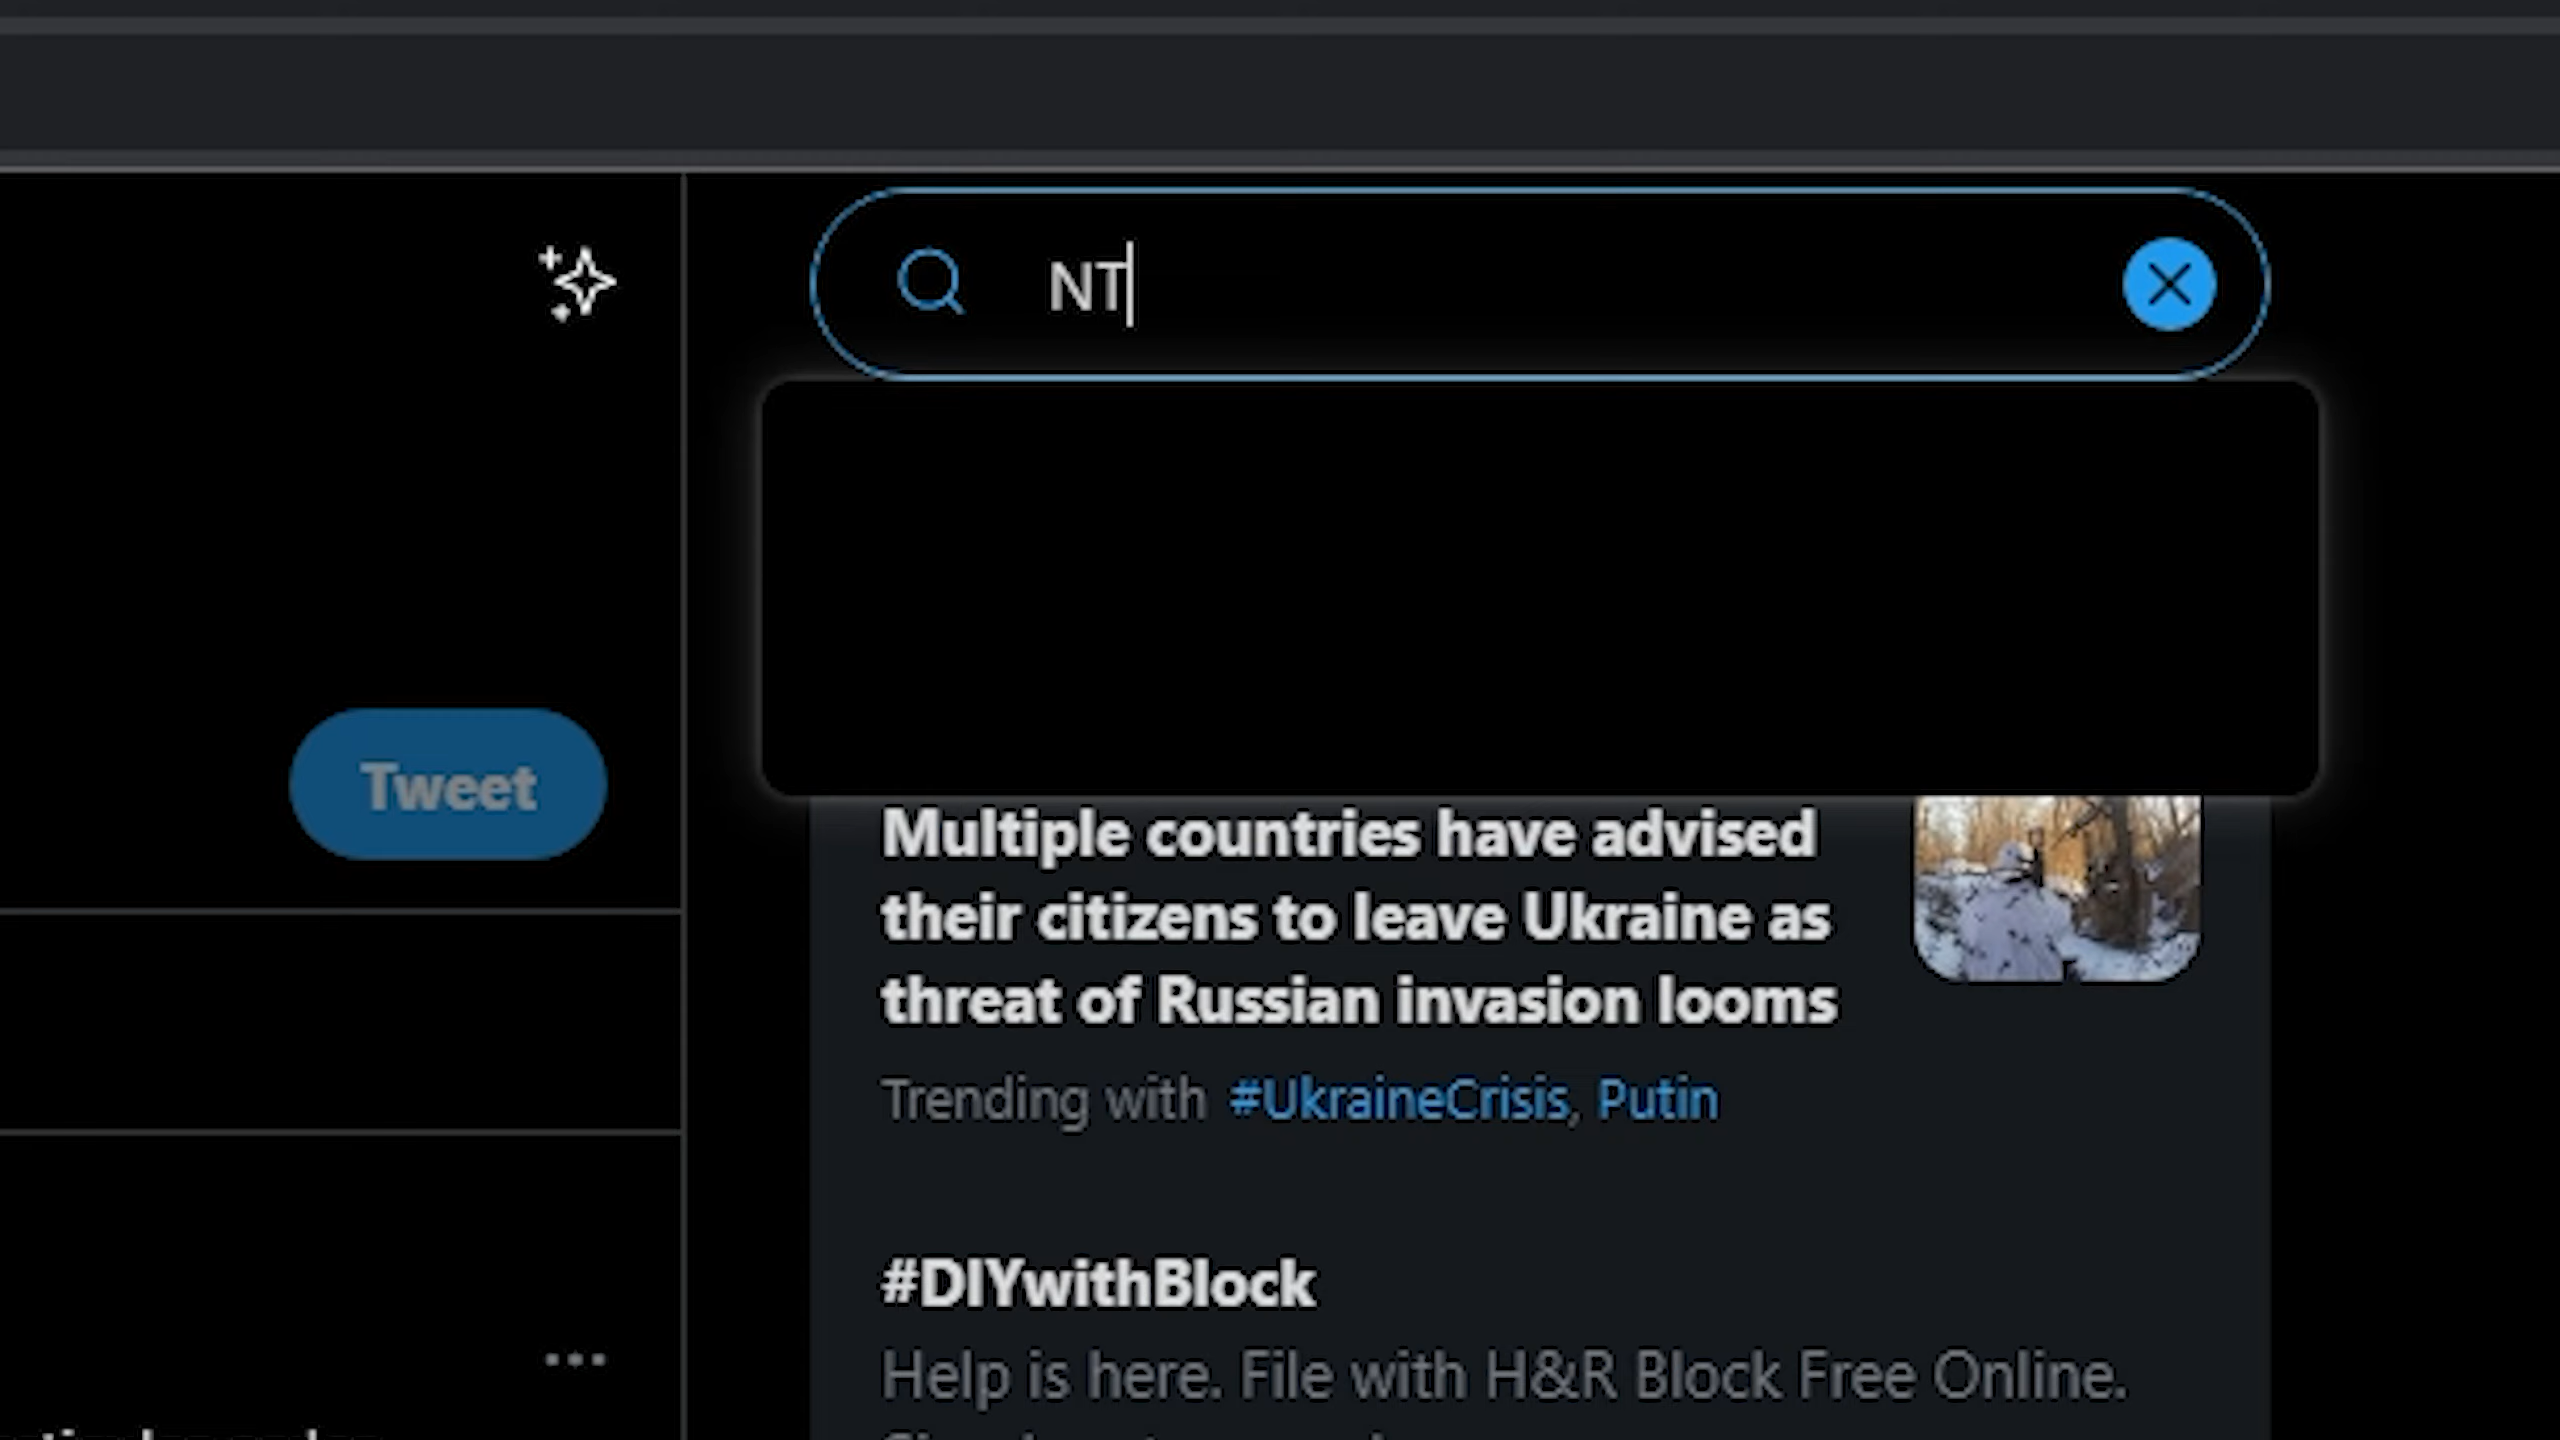 NT
Tweet
Multiple countries have advised
their citizens to leave Ukraine as
threat of Russian invasion looms
Trending with #UkraineCrisis, Putin
#DIYwithBlock
Help is here. File with H&R Block Free Online.